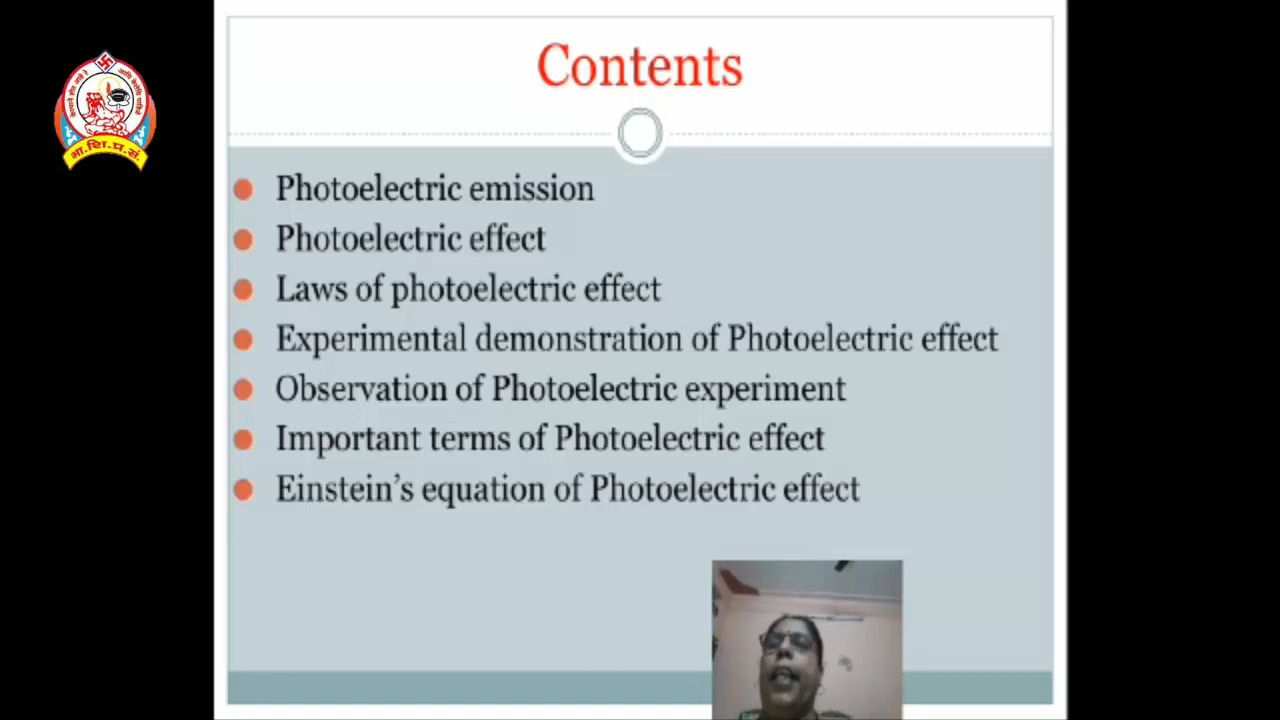 Contents
Photoelectric emission
Photoelectric effect
Laws of photoelectric effect
Experimental demonstration of Photoelectric effect
Observation of Photoelectric experiment
Important terms of Photoelectric effect
Einstein's equation of Photoelectric effect
भा.शि.प्र.सं.